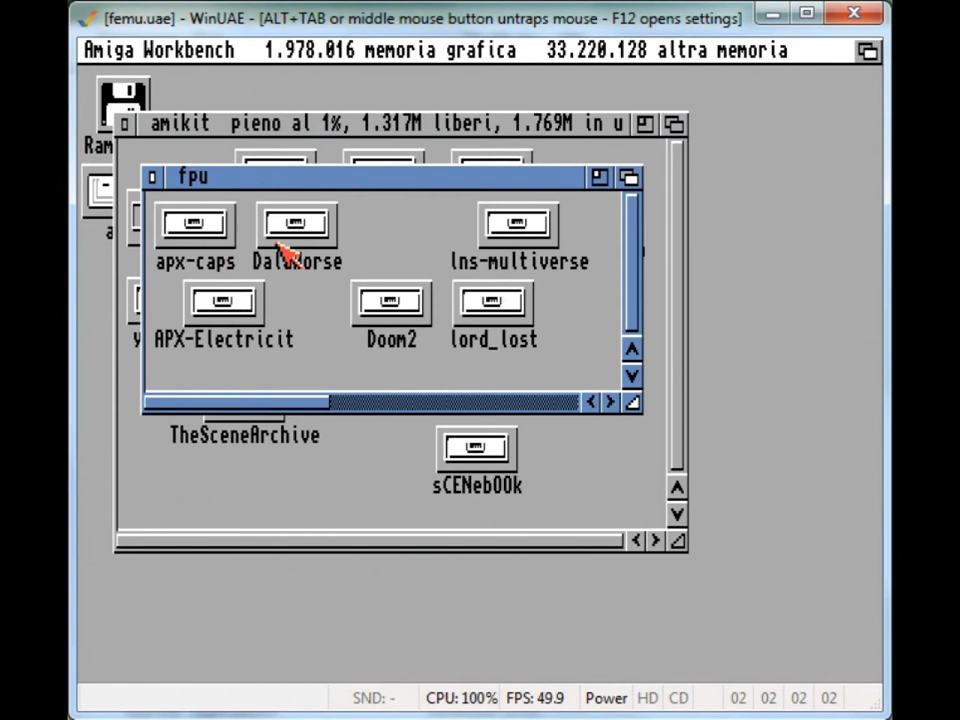 [femu.uae] - WinUAE - [ALT+TAB or middle mouse button untraps mouse - F12 opens settings]
Amiga Workbench 1.978.016 memoria grafica 33.220.128 altra memoria
amikit pieno al 1%, 1.317M liberi, 1.769M in u
Ram
fpu
apx-caps
lns-multiverse
APX-Electricit
Doom2
lord_lost
TheSceneArchive
sCENeb00k
SND: - CPU: 100% FPS: 49.9 Power HD CD 02 02 02 02